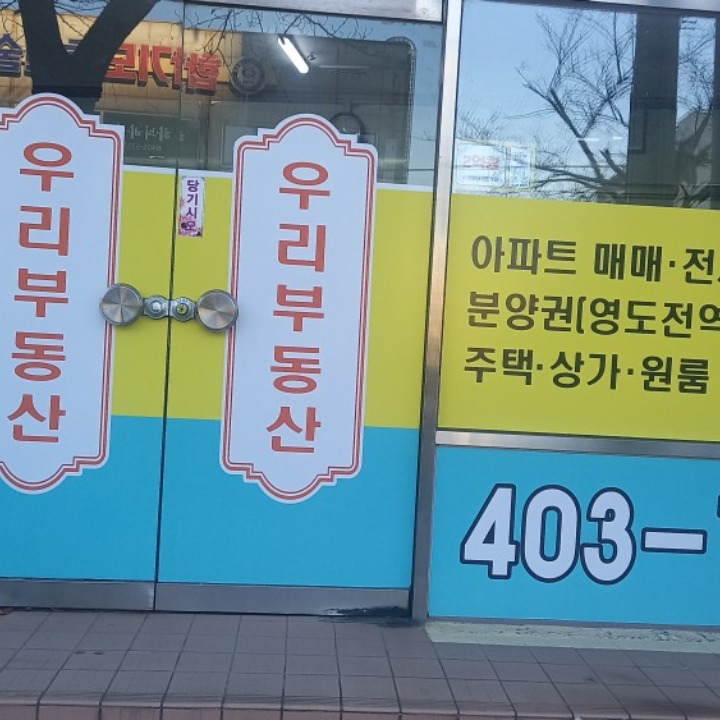 우리부동산
당기시오
우리부동산
아파트 매매·전
분양권(영도전역
주택·상가·원룸
403-